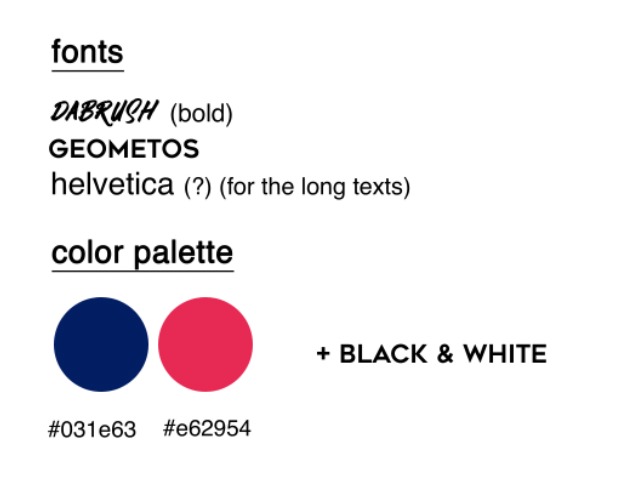 fonts
DABRUSH (bold)
GEOMETOS
helvetica (?) (for the long texts)
color palette
+ BLACK & WHITE
#031e63 #e62954